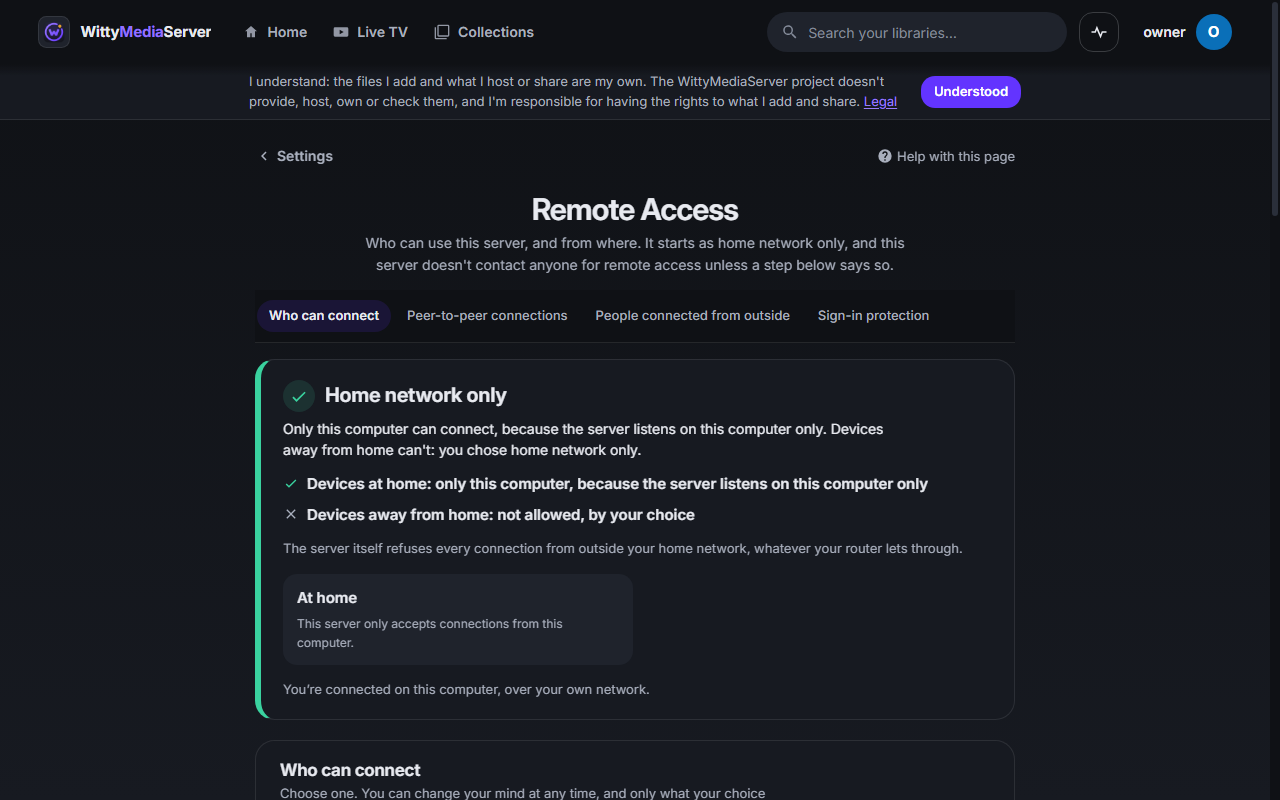 WittyMediaServer
Home
Live TV
Collections
Search your libraries...
owner
O
I understand: the files I add and what I host or share are my own. The WittyMediaServer project doesn't
provide, host, own or check them, and I'm responsible for having the rights to what I add and share. Legal
Understood
Settings
Help with this page
Remote Access
Who can use this server, and from where. It starts as home network only, and this
server doesn't contact anyone for remote access unless a step below says so.
Who can connect
Peer-to-peer connections
People connected from outside
Sign-in protection
Home network only
Only this computer can connect, because the server listens on this computer only. Devices
away from home can't: you chose home network only.
Devices at home: only this computer, because the server listens on this computer only
Devices away from home: not allowed, by your choice
The server itself refuses every connection from outside your home network, whatever your router lets through.
At home
This server only accepts connections from this
computer.
You're connected on this computer, over your own network.
Who can connect
Choose one. You can change your mind at any time, and only what your choice